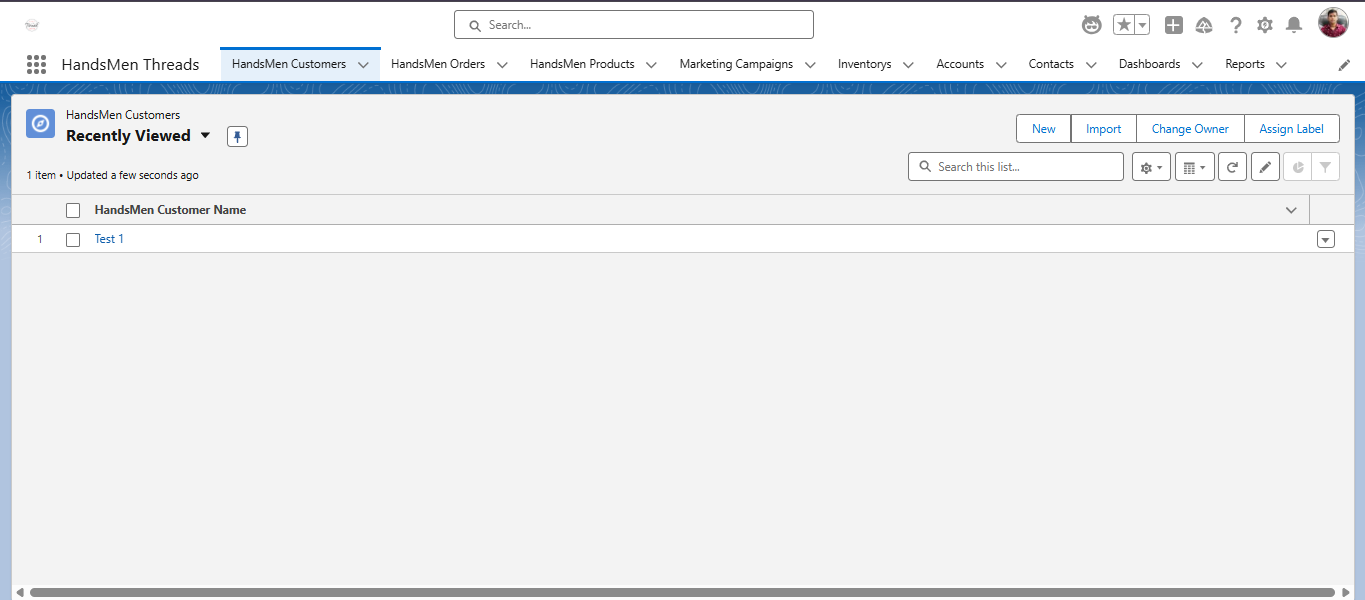 Search...
HandsMen Threads
HandsMen Customers
HandsMen Orders
HandsMen Products
Marketing Campaigns
Inventorys
Accounts
Contacts
Dashboards
Reports
HandsMen Customers
Recently Viewed
New
Import
Change Owner
Assign Label
1 item • Updated a few seconds ago
Search this list...
HandsMen Customer Name
1
Test 1